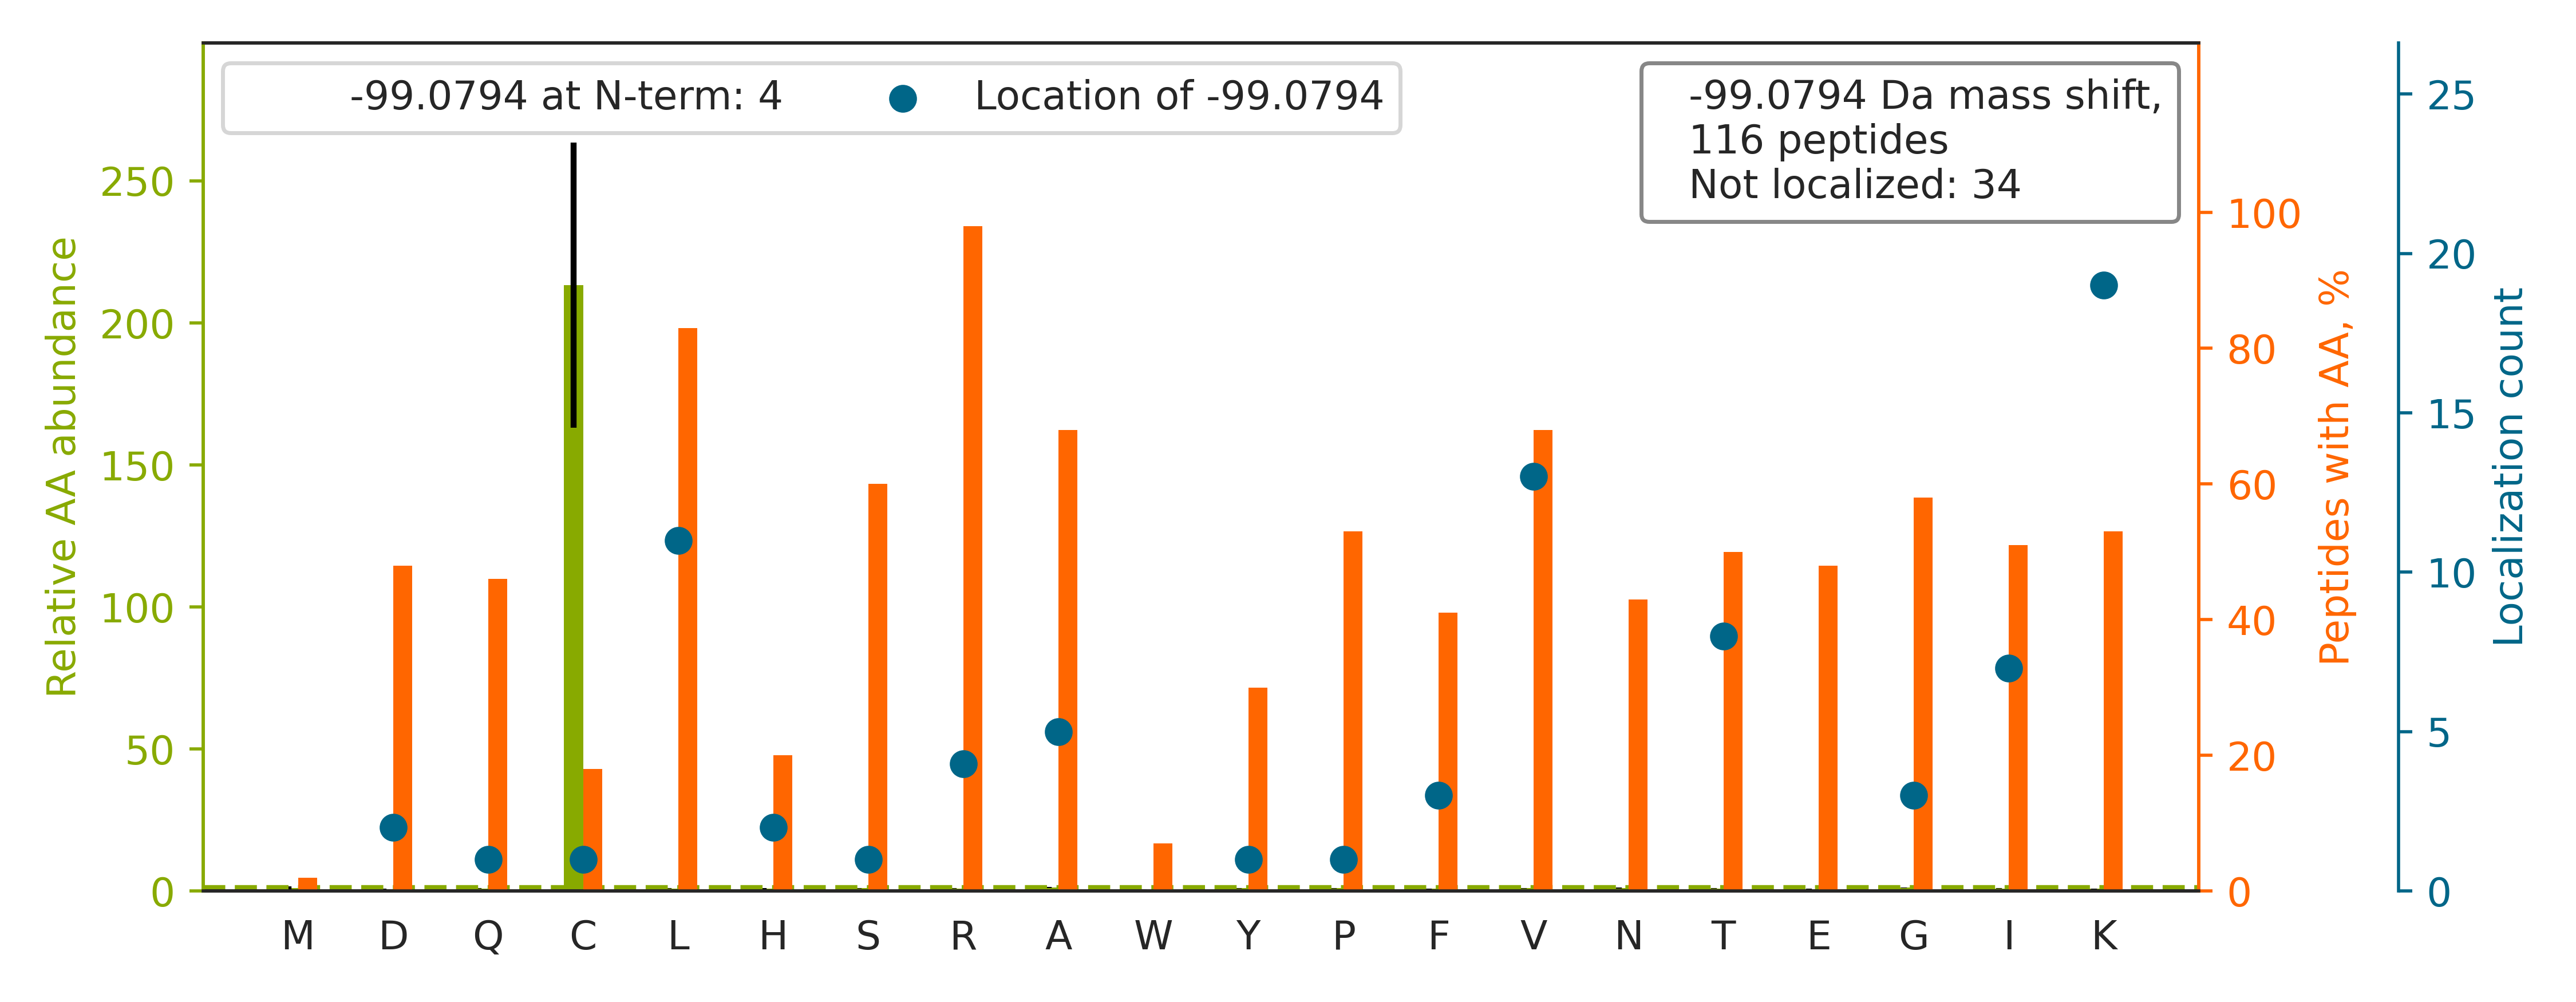 -99.0794 at N-term: 4
Location of -99.0794
-99.0794 Da mass shift,
116 peptides
Not localized: 34
Relative AA abundance
250
200
150
100
50
0
M D Q C L H S R A W Y P F V N T E G I K
100
80
60
40
20
0
Peptides with AA, %
25
20
15
10
5
0
Localization count